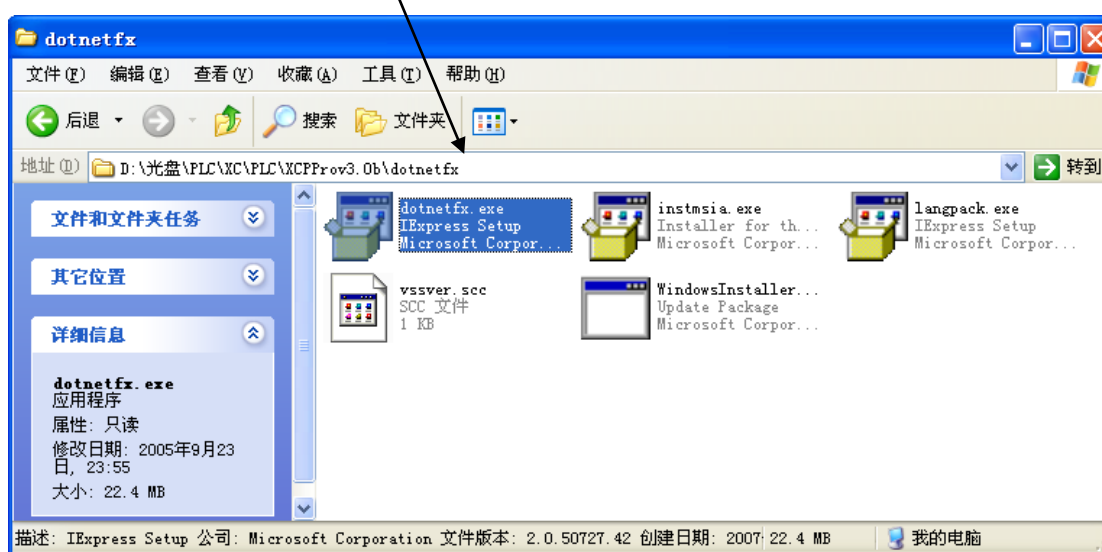 dotnetfx
文件(F) 编辑(E) 查看(V) 收藏(A) 工具(T) 帮助(H)
后退 搜索 文件夹
地址(D) D:\光盘\PLC\XC\PLC\XCPProv3.0b\dotnetfx 转到
文件和文件夹任务
其它位置
详细信息
dotnetfx.exe
应用程序
属性: 只读
修改日期: 2005年9月23
日, 23:55
大小: 22.4 MB
dotnetfx.exe
IExpress Setup
Microsoft Corpor...
instmsia.exe
Installer for th...
Microsoft Corpor...
langpack.exe
IExpress Setup
Microsoft Corpor...
vssver.scc
SCC 文件
1 KB
WindowsInstaller...
Update Package
Microsoft Corpor...
描述: IExpress Setup 公司: Microsoft Corporation 文件版本: 2.0.50727.42 创建日期: 2007 22.4 MB 我的电脑